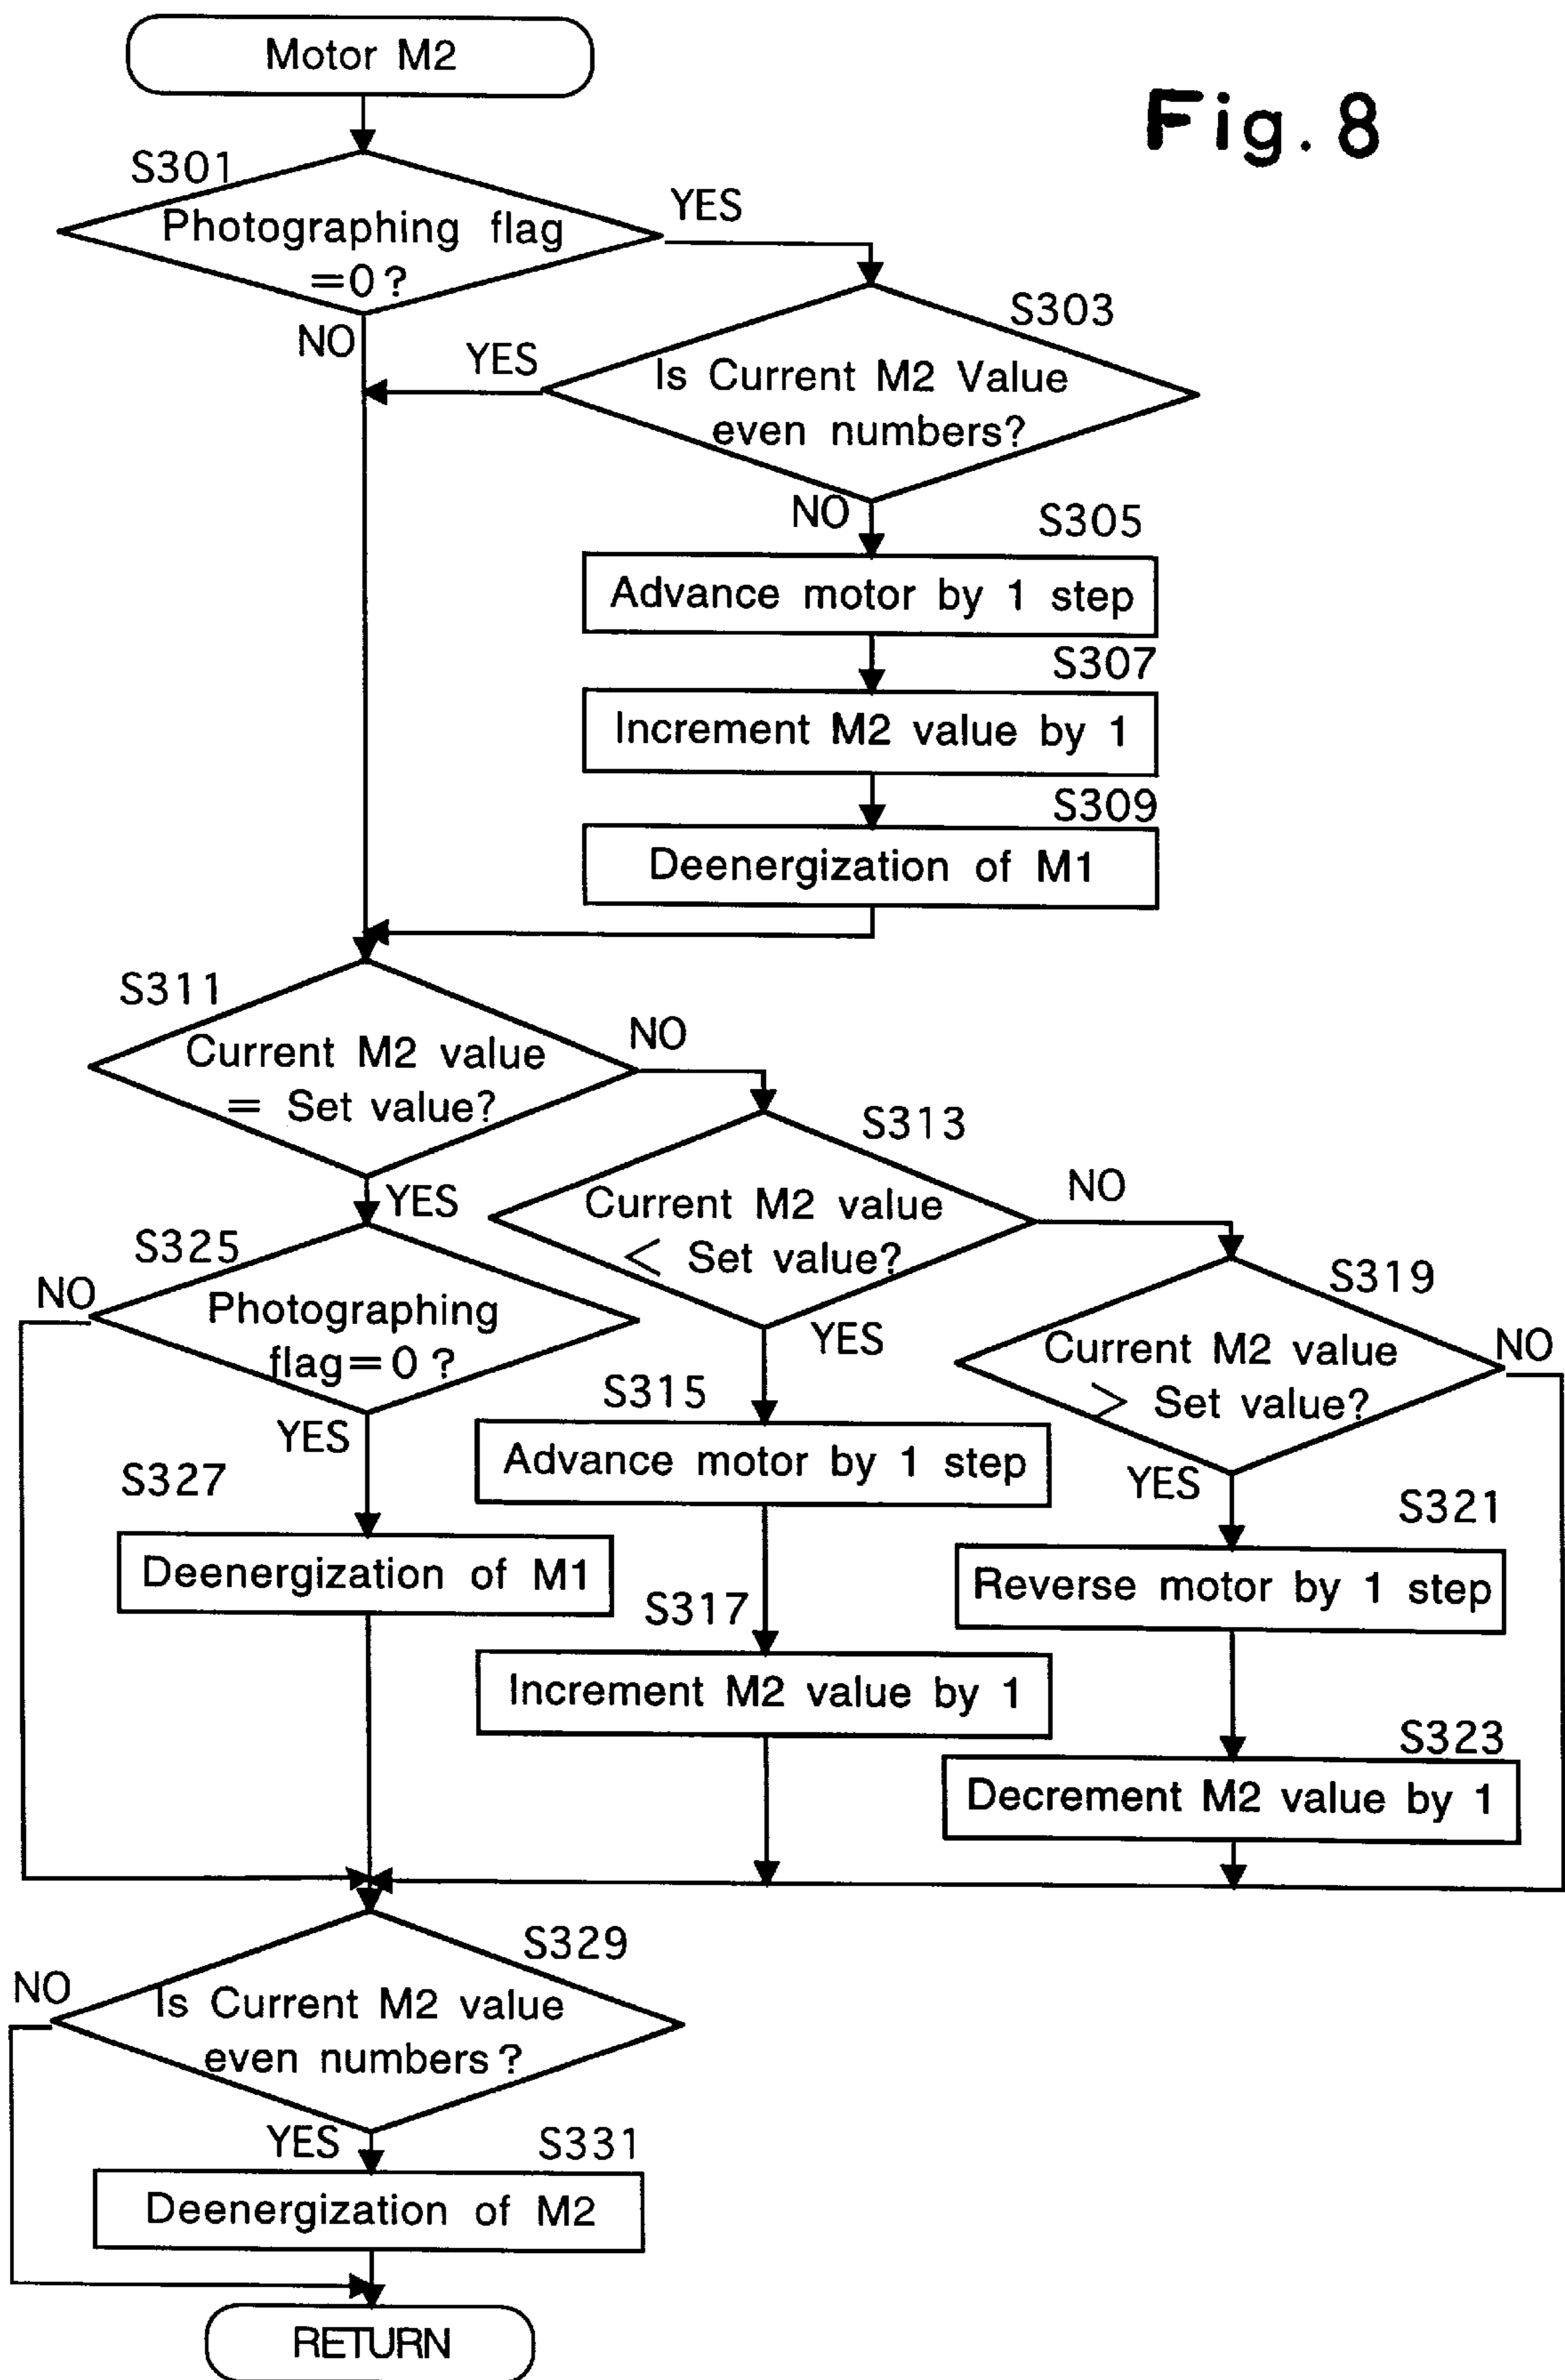 Motor M2
Fig. 8
S301
Photographing flag
=0?
YES
NO
S303
Is Current M2 Value
even numbers?
YES
NO
S305
Advance motor by 1 step
S307
Increment M2 value by 1
S309
Deenergization of M1
S311
Current M2 value
= Set value?
NO
YES
S313
Current M2 value
< Set value?
NO
YES
S319
Current M2 value
> Set value?
NO
YES
S325
Photographing
flag=0?
NO
YES
S315
Advance motor by 1 step
S321
Reverse motor by 1 step
S327
Deenergization of M1
S317
Increment M2 value by 1
S323
Decrement M2 value by 1
S329
Is Current M2 value
even numbers?
NO
YES
S331
Deenergization of M2
RETURN